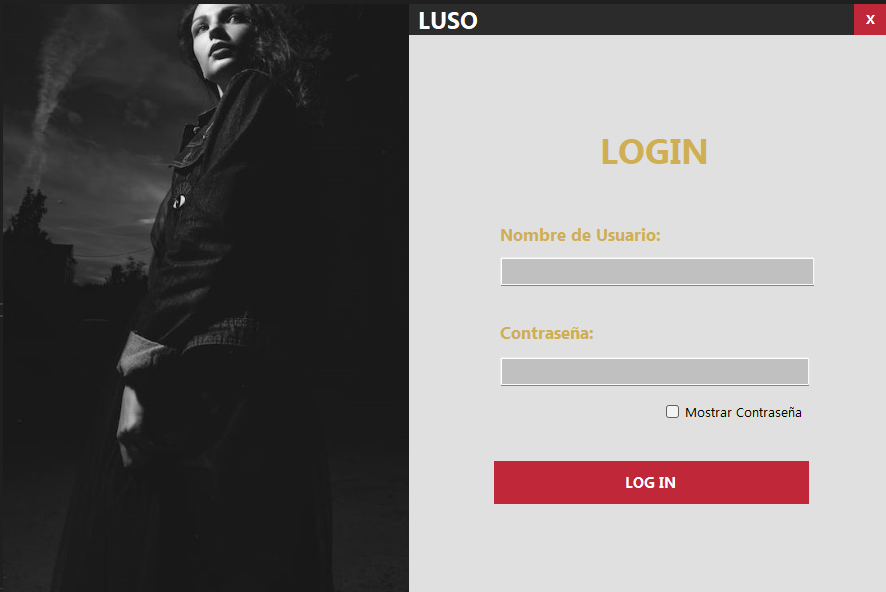 LUSO
X
LOGIN
Nombre de Usuario:
Contraseña:
Mostrar Contraseña
LOG IN